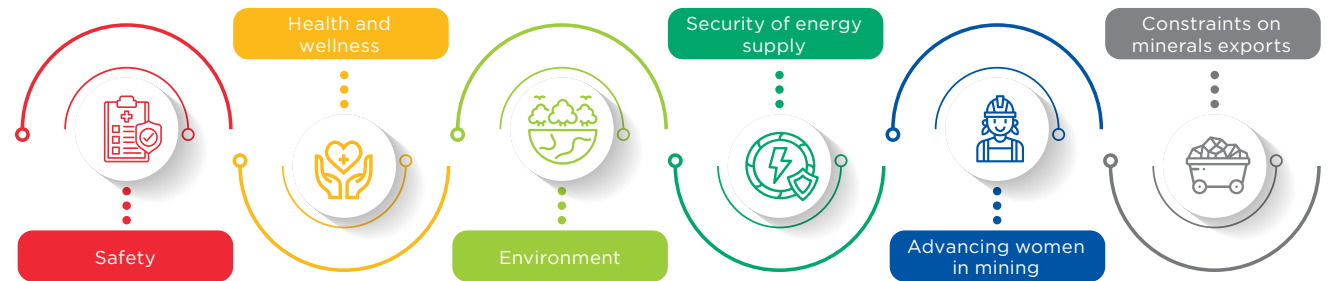 Safety
Health and
wellness
Environment
Security of energy
supply
Advancing women
in mining
Constraints on
minerals exports